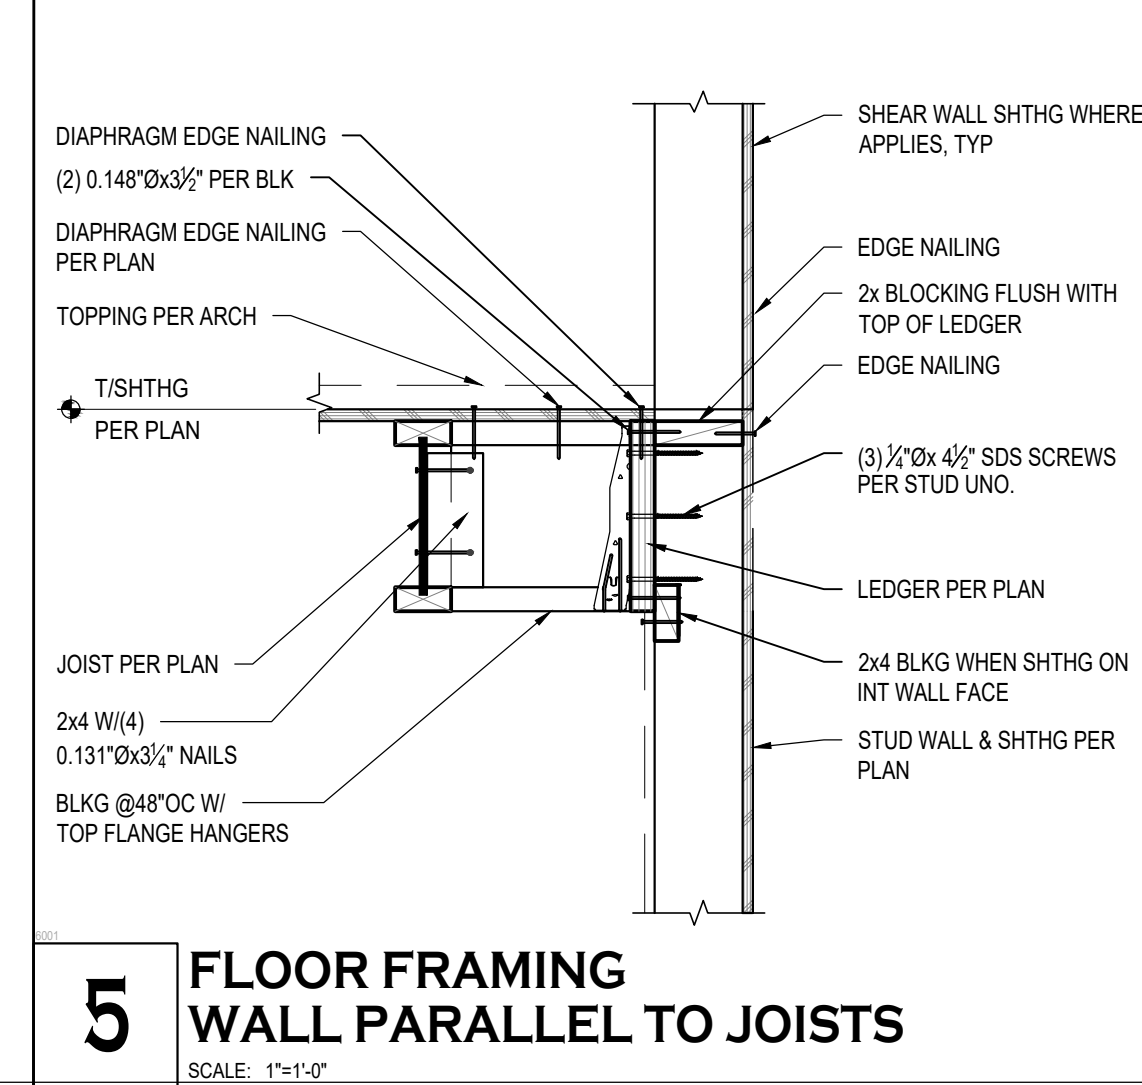 DIAPHRAGM EDGE NAILING
(2) 0.148"Øx3½" PER BLK
DIAPHRAGM EDGE NAILING
PER PLAN
TOPPING PER ARCH
T/SHTHG
PER PLAN
JOIST PER PLAN
2x4 W/(4)
0.131"Øx3¼" NAILS
BLKG @48"OC W/
TOP FLANGE HANGERS
SHEAR WALL SHTHG WHERE
APPLIES, TYP
EDGE NAILING
2x BLOCKING FLUSH WITH
TOP OF LEDGER
EDGE NAILING
(3) ¼"Øx 4½" SDS SCREWS
PER STUD UNO.
LEDGER PER PLAN
2x4 BLKG WHEN SHTHG ON
INT WALL FACE
STUD WALL & SHTHG PER
PLAN
6001
5
FLOOR FRAMING
WALL PARALLEL TO JOISTS
SCALE: 1"=1'-0"